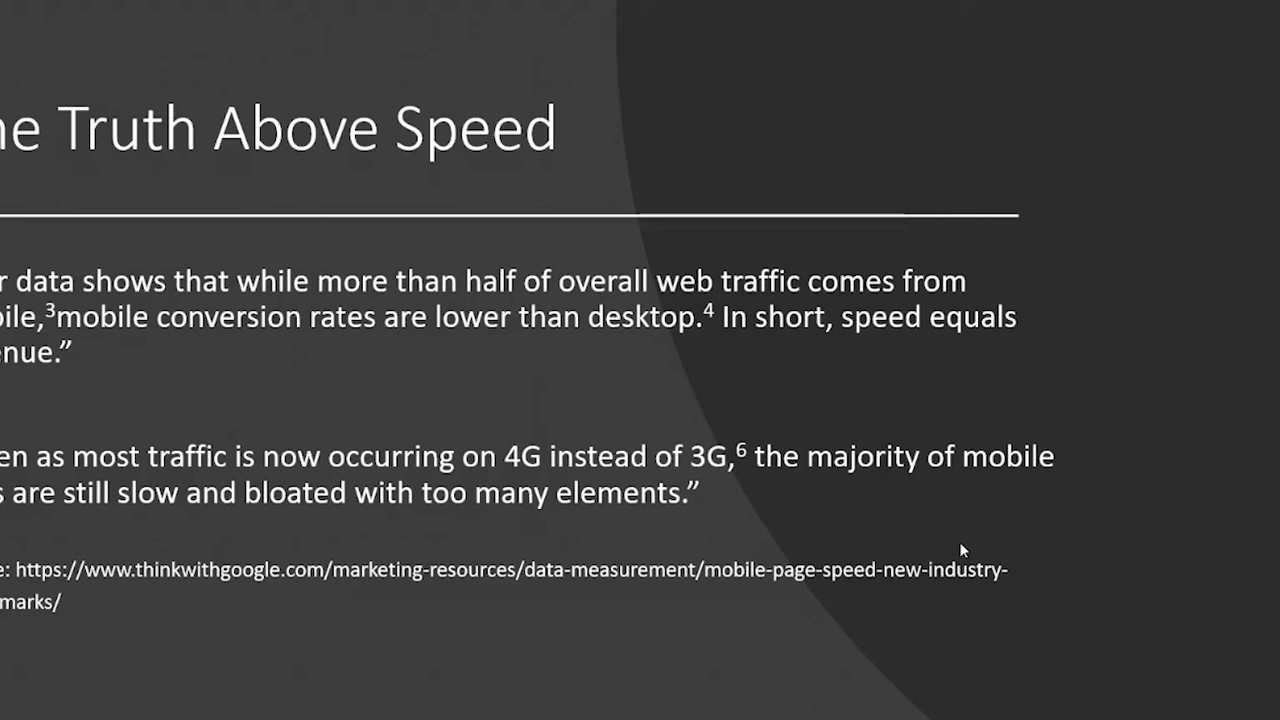 ne Truth Above Speed
r data shows that while more than half of overall web traffic comes from
bile,³mobile conversion rates are lower than desktop.⁴ In short, speed equals
enue.”
en as most traffic is now occurring on 4G instead of 3G,⁶ the majority of mobile
s are still slow and bloated with too many elements.”
e: https://www.thinkwithgoogle.com/marketing-resources/data-measurement/mobile-page-speed-new-industry-
marks/